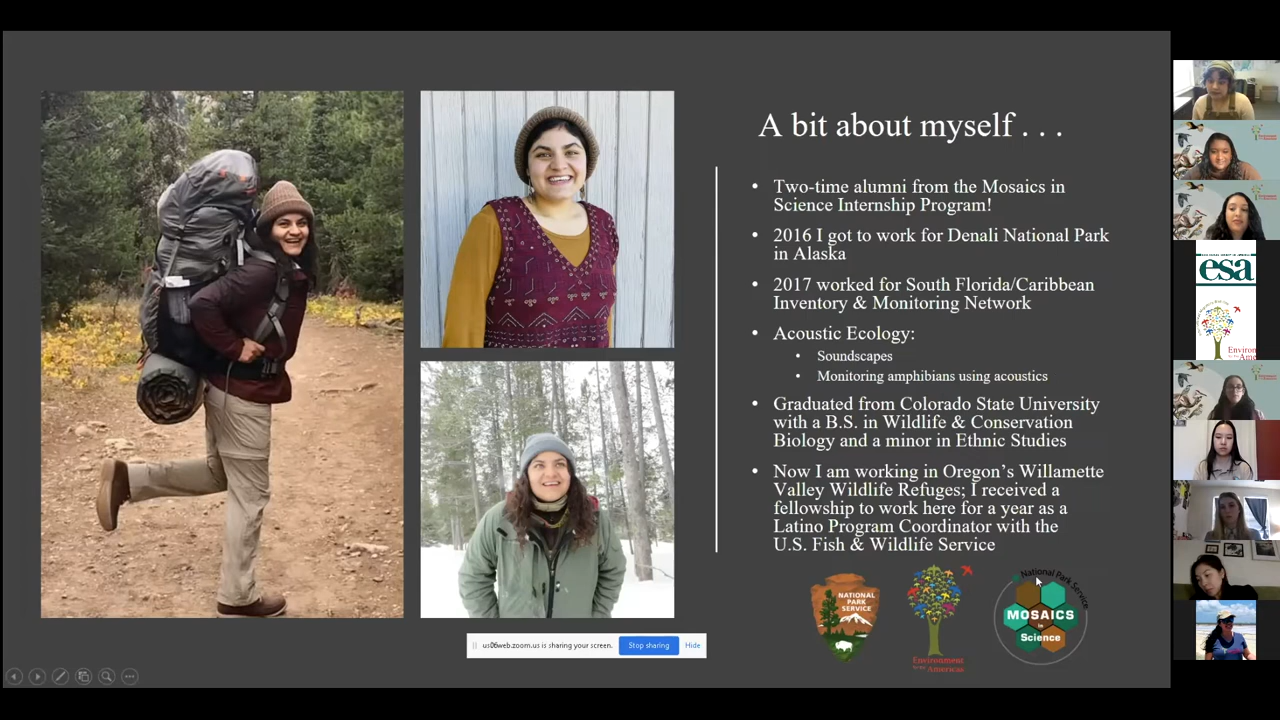 A bit about myself . . .
• Two-time alumni from the Mosaics in
Science Internship Program!
• 2016 I got to work for Denali National Park
in Alaska
• 2017 worked for South Florida/Caribbean
Inventory & Monitoring Network
• Acoustic Ecology:
• Soundscapes
• Monitoring amphibians using acoustics
• Graduated from Colorado State University
with a B.S. in Wildlife & Conservation
Biology and a minor in Ethnic Studies
• Now I am working in Oregon's Willamette
Valley Wildlife Refuges; I received a
fellowship to work here for a year as a
Latino Program Coordinator with the
U.S. Fish & Wildlife Service
NATIONAL
PARK
SERVICE
Environment
Americas
National Park Service
MOSAICS
in
Science
us06web.zoom.us is sharing your screen.
Stop sharing
Hide
esa
Environ